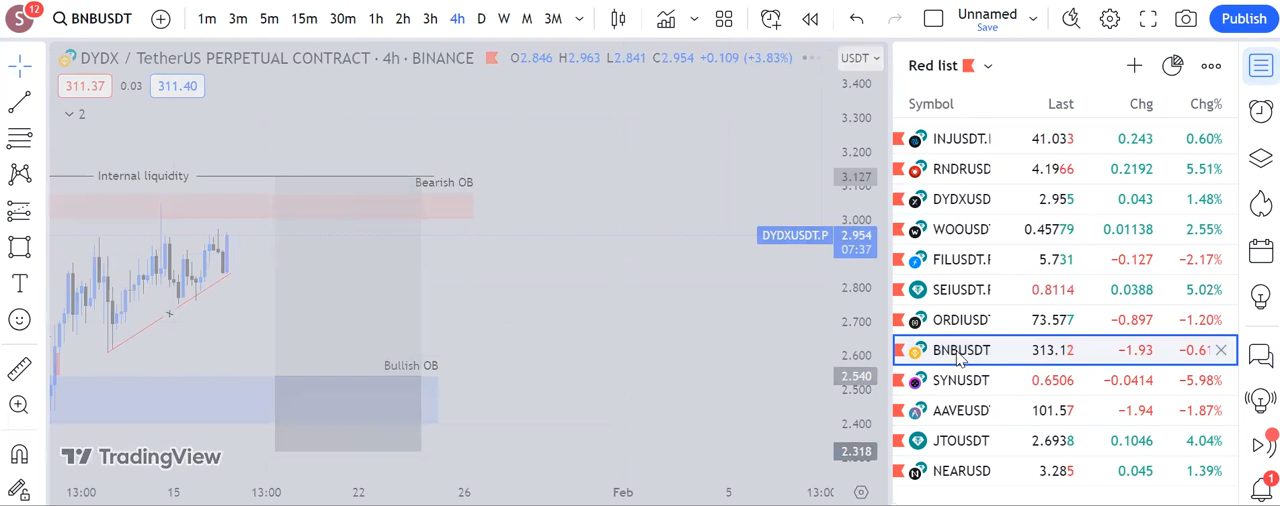 S 12 BNBUSDT 1m 3m 5m 15m 30m 1h 2h 3h 4h D W M 3M Unnamed Save Publish
DYDX / TetherUS PERPETUAL CONTRACT · 4h · BINANCE O2.846 H2.963 L2.841 C2.954 +0.109 (+3.83%) USDT
311.37 0.03 311.40
2
Internal liquidity
Bearish OB
Bullish OB
3.400
3.300
3.200
3.127
3.000
DYDXUSDT.P 2.954
07:37
2.800
2.700
2.600
2.540
2.500
2.400
2.318
TradingView
13:00 15 13:00 22 26 Feb 5 13:00
Red list
Symbol Last Chg Chg%
INJUSDT. 41.033 0.243 0.60%
RNDRUSD 4.1966 0.2192 5.51%
DYDXUSD 2.955 0.043 1.48%
WOOUSD 0.45779 0.01138 2.55%
FILUSDT.F 5.731 −0.127 −2.17%
SEIUSDT.F 0.8114 0.0388 5.02%
ORDIUSD 73.577 −0.897 −1.20%
BNBUSDT 313.12 −1.93 −0.61
SYNUSDT 0.6506 −0.0414 −5.98%
AAVEUSD 101.57 −1.94 −1.87%
JTOUSDT 2.6938 0.1046 4.04%
NEARUSD 3.285 0.045 1.39%
1